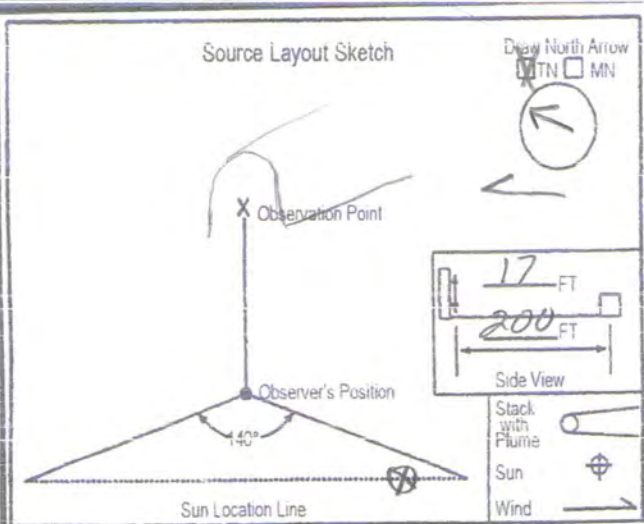 Source Layout Sketch
Draw North Arrow
TN MN
X Observation Point
17 FT
200 FT
Side View
Observer's Position
140°
Sun Location Line
Stack
with
Plume
Sun
Wind